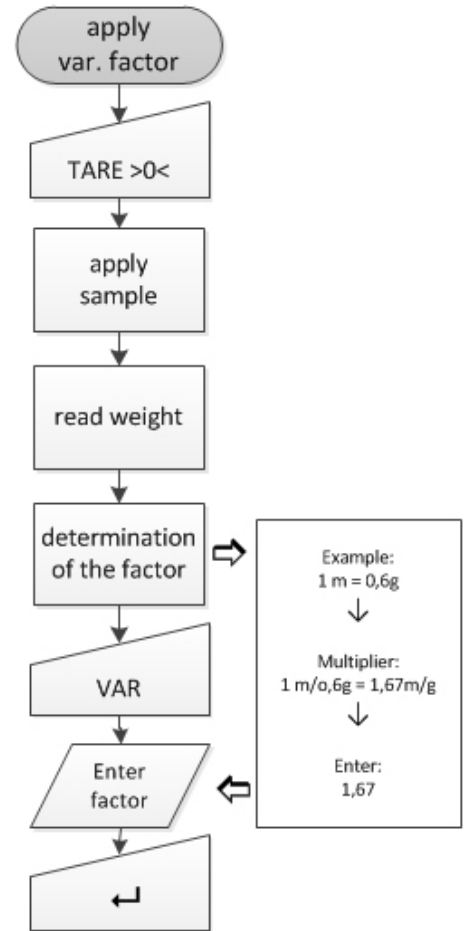 apply
var. factor
TARE >0<
apply
sample
read weight
determination
of the factor
Example:
1 m = 0,6g
Multiplier:
1 m/o,6g = 1,67m/g
Enter:
1,67
VAR
Enter
factor